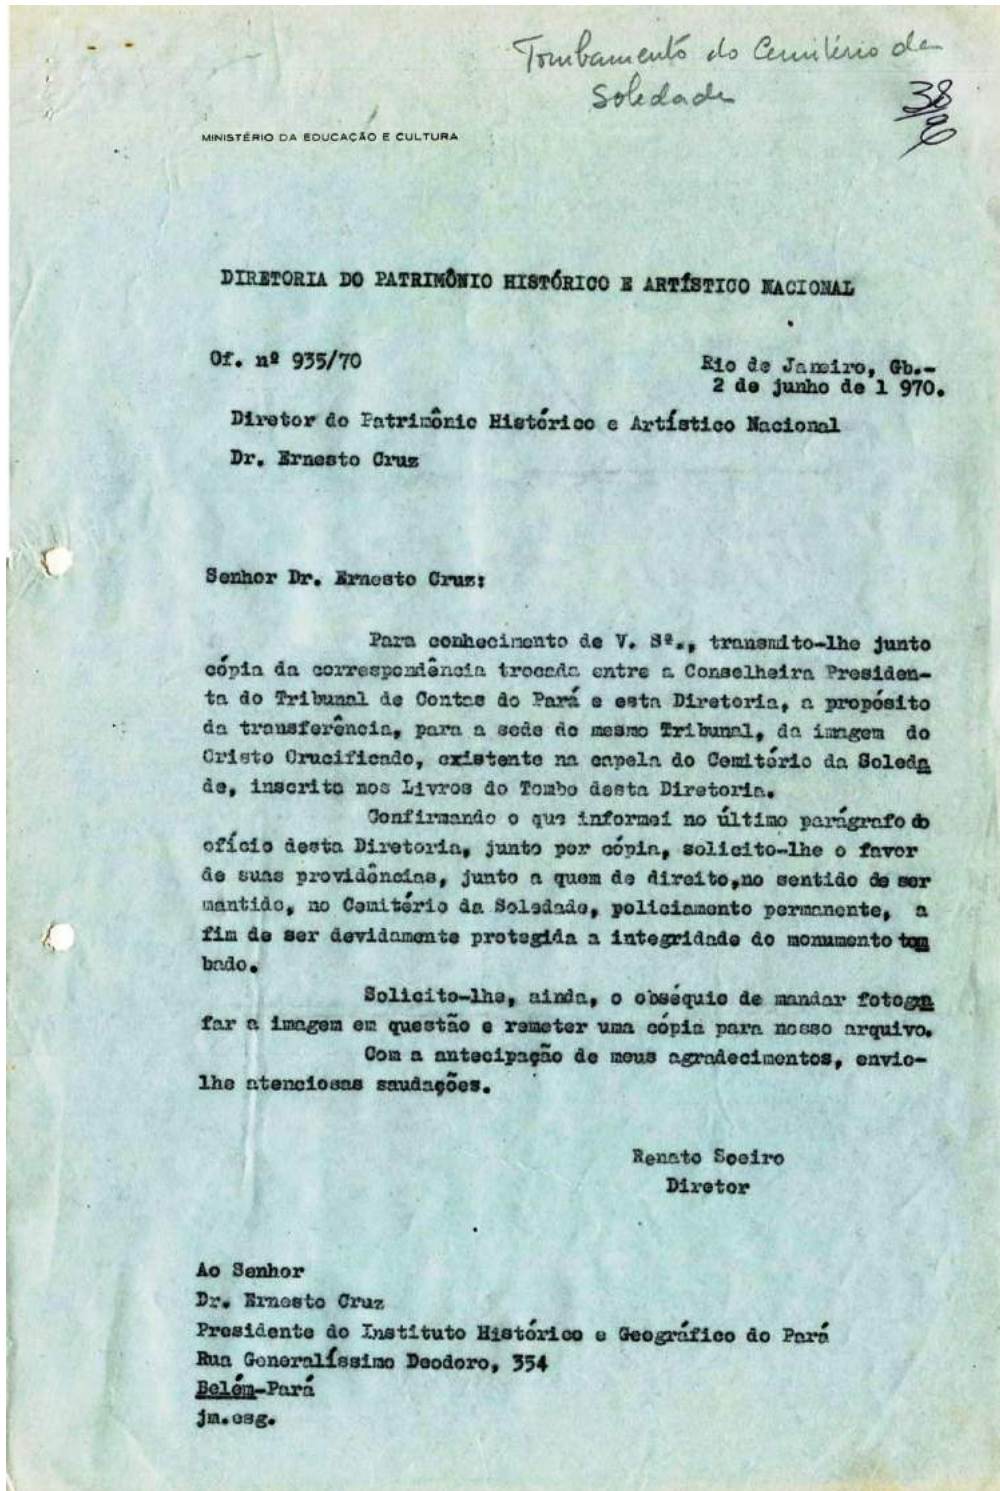 Tombamento do Cemitério da
Soledade
38
MINISTÉRIO DA EDUCAÇÃO E CULTURA
DIRETORIA DO PATRIMÔNIO HISTÓRICO E ARTÍSTICO NACIONAL
Of. nº 935/70
Rio de Janeiro, Gb.-
2 de junho de 1 970.
Diretor do Patrimônio Histórico e Artístico Nacional
Dr. Ernesto Cruz
Senhor Dr. Ernesto Cruz:
Para conhecimento de V. Sª., transmito-lhe junto
cópia da correspondência trocada entre a Conselheira Presiden-
ta do Tribunal de Contas do Pará e esta Diretoria, a propósito
da transferência, para a sede do mesmo Tribunal, da imagem do
Cristo Crucificado, existente na capela do Cemitério da Soleda
de, inscrito nos Livros do Tombo desta Diretoria.
Confirmando o que informei no último parágrafo do
ofício desta Diretoria, junto por cópia, solicito-lhe o favor
de suas providências, junto a quem de direito,no sentido de ser
mantido, no Cemitério da Soledade, policiamento permanente, a
fim de ser devidamente protegida a integridade do monumento tom
bado.
Solicito-lhe, ainda, o obséquio de mandar fotogra
far a imagem em questão e remeter uma cópia para nosso arquivo.
Com a antecipação de meus agradecimentos, envio-
lhe atenciosas saudações.
Renato Soeiro
Diretor
Ao Senhor
Dr. Ernesto Cruz
Presidente do Instituto Histórico e Geográfico do Pará
Rua Generalíssimo Deodoro, 354
Belém-Pará
jm.esg.